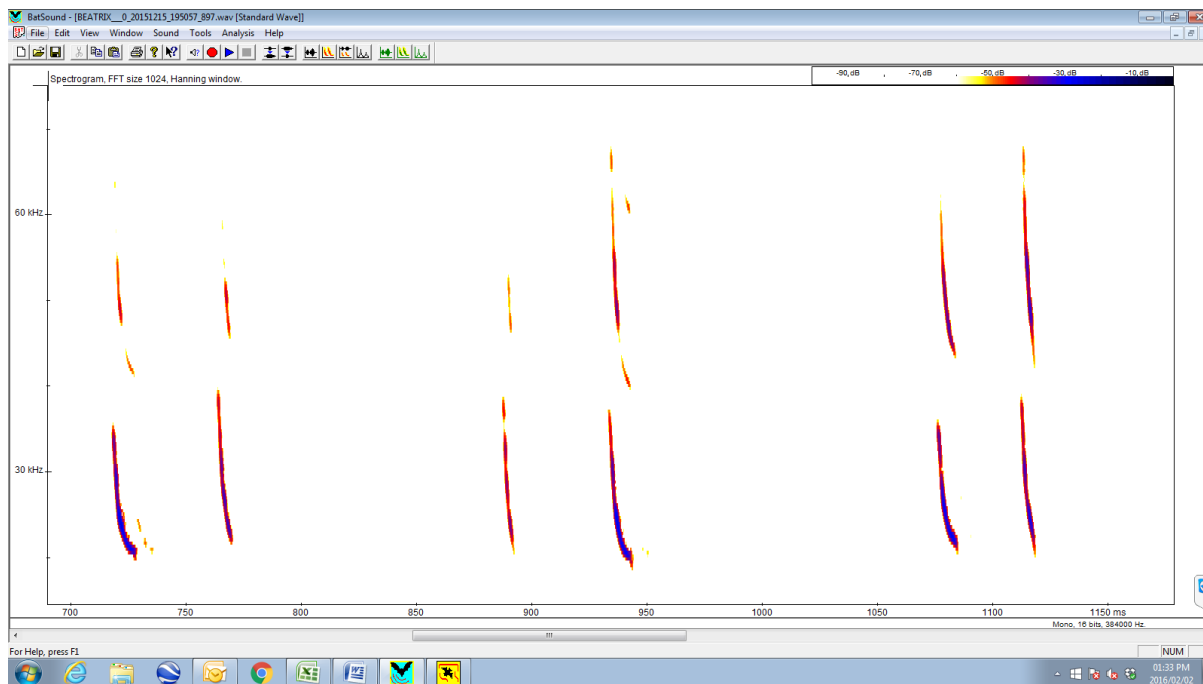 BatSound - [BEATRIX__0_20151215_195057_897.wav [Standard Wave]]
File Edit View Window Sound Tools Analysis Help
Spectrogram, FFT size 1024, Hanning window.
-90, dB -70, dB -50, dB -30, dB -10, dB
60 kHz
30 kHz
700 750 800 850 900 950 1000 1050 1100 1150 ms
Mono, 16 bits, 384000 Hz.
For Help, press F1
NUM
01:33 PM
2016/02/02